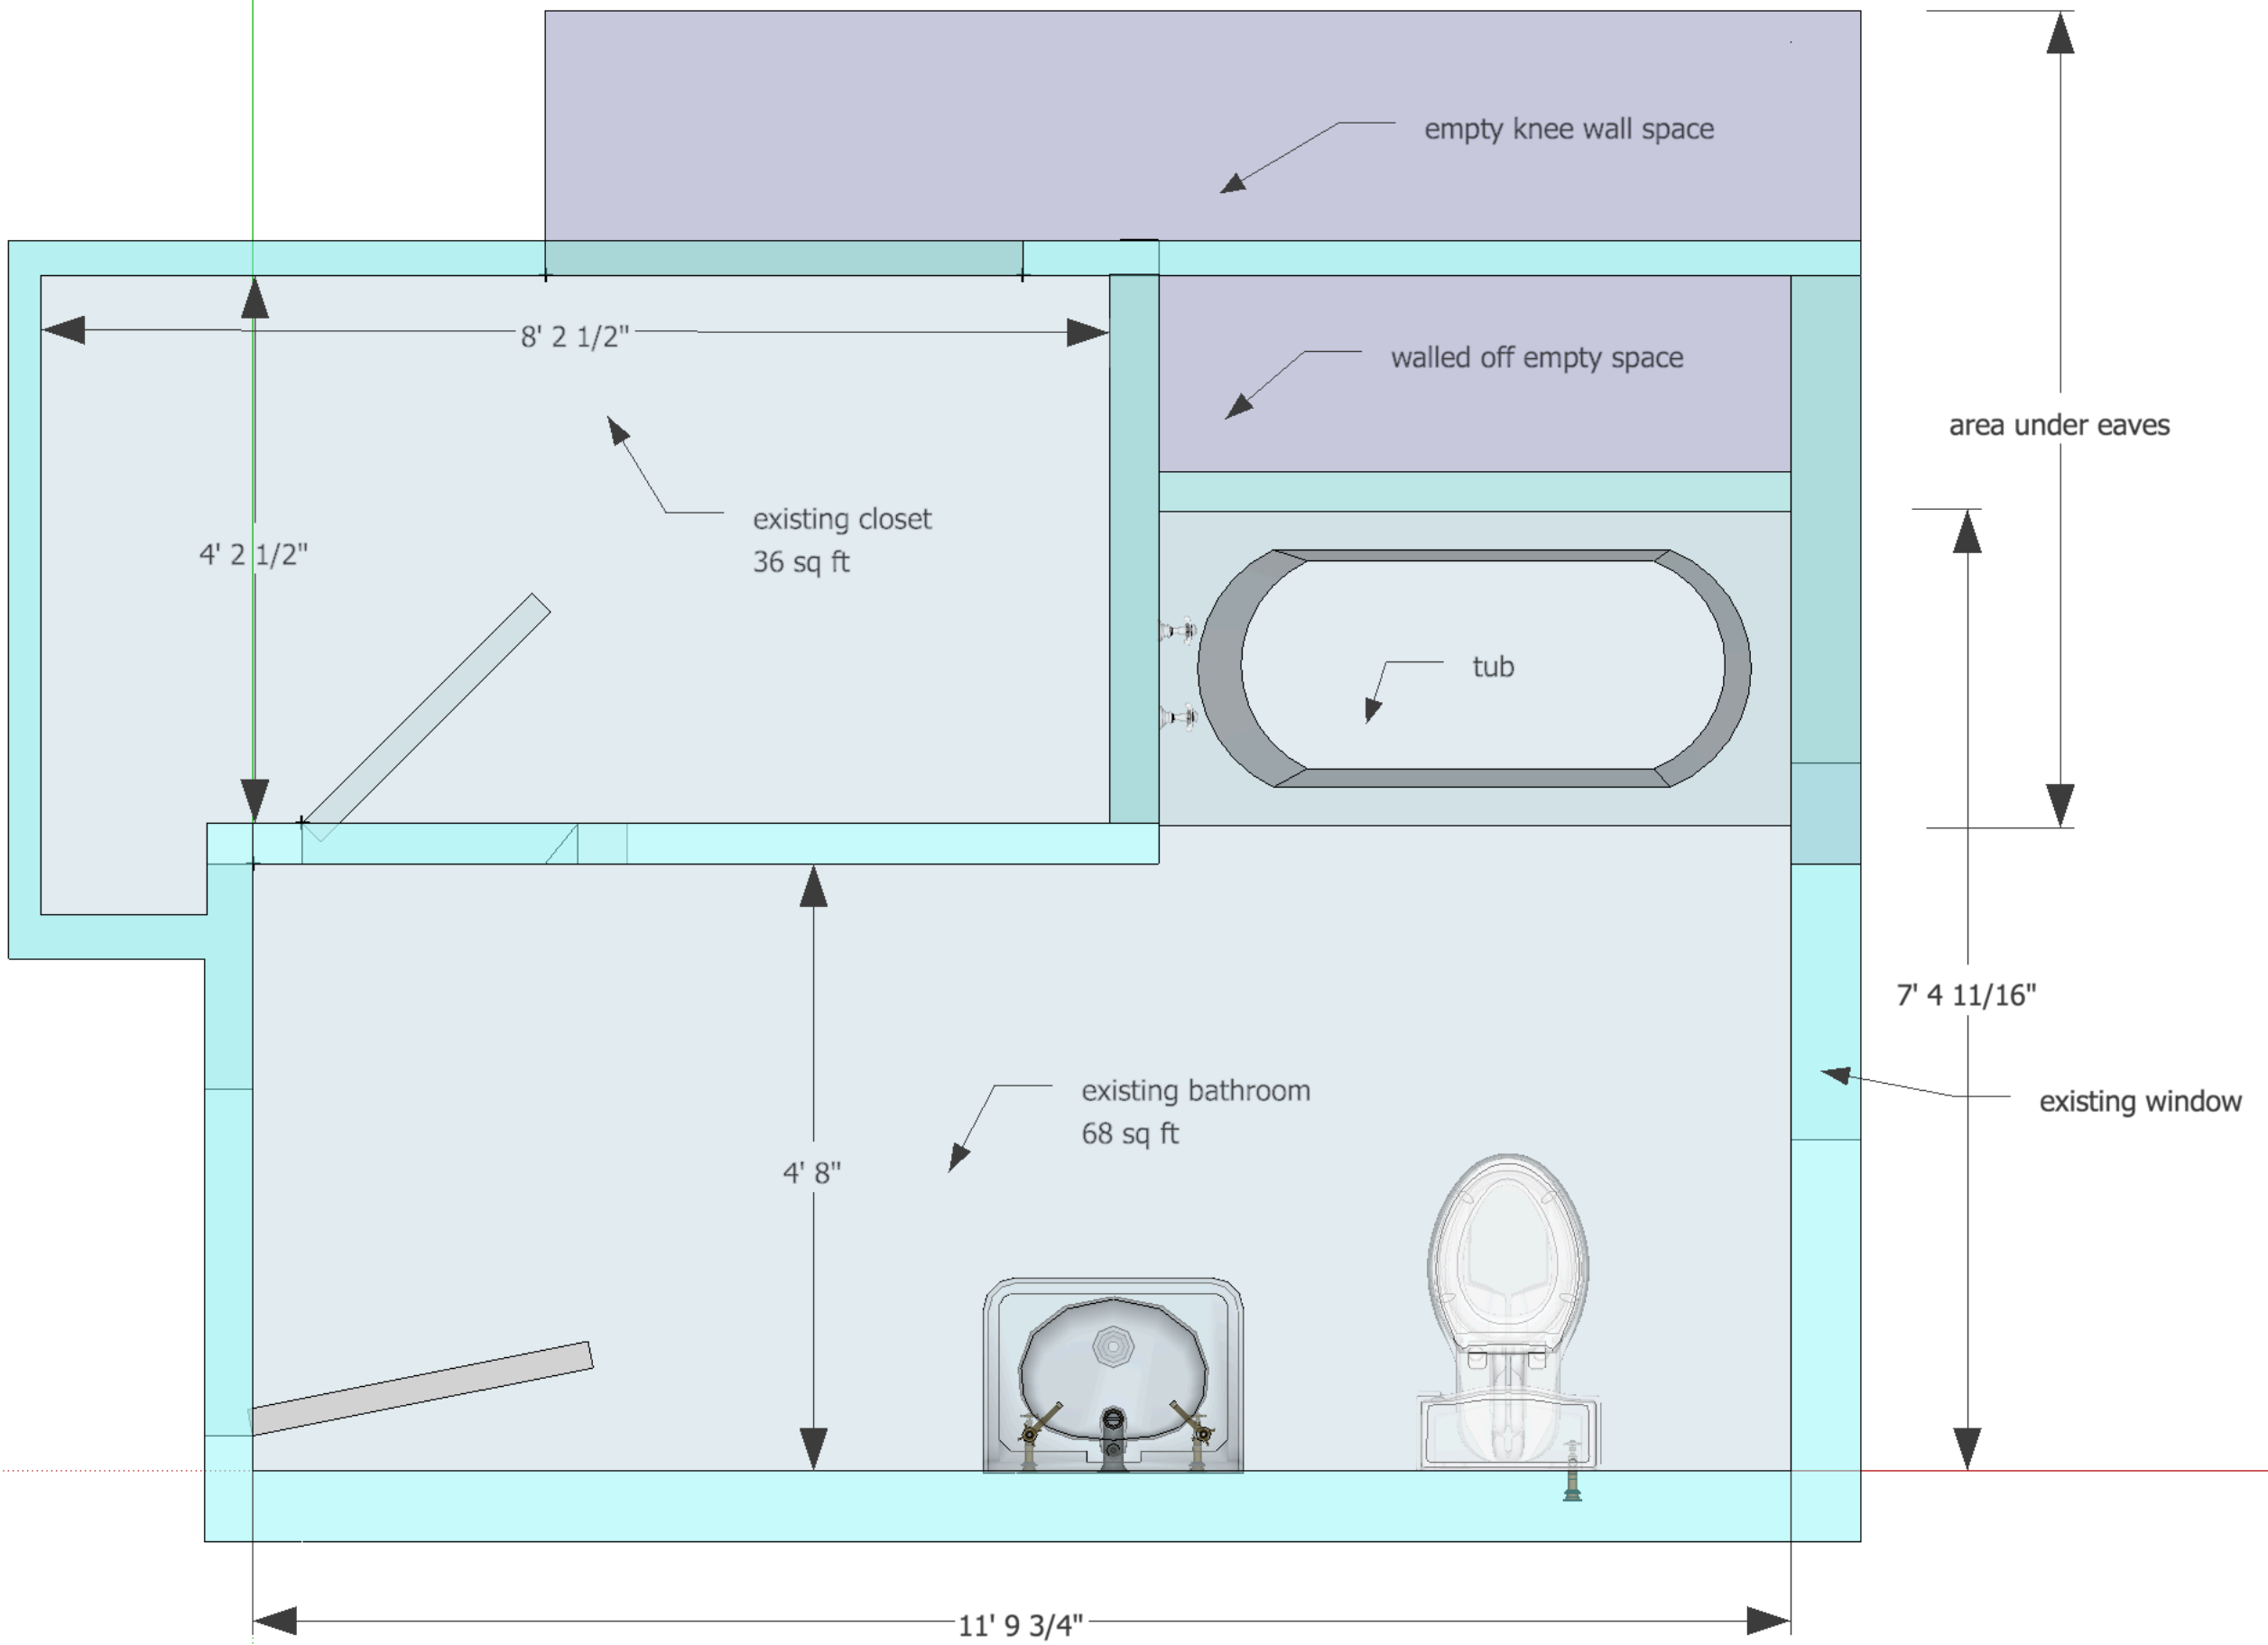 empty knee wall space
8' 2 1/2"
walled off empty space
area under eaves
existing closet
36 sq ft
4' 2 1/2"
tub
7' 4 11/16"
existing bathroom
68 sq ft
existing window
4' 8"
11' 9 3/4"